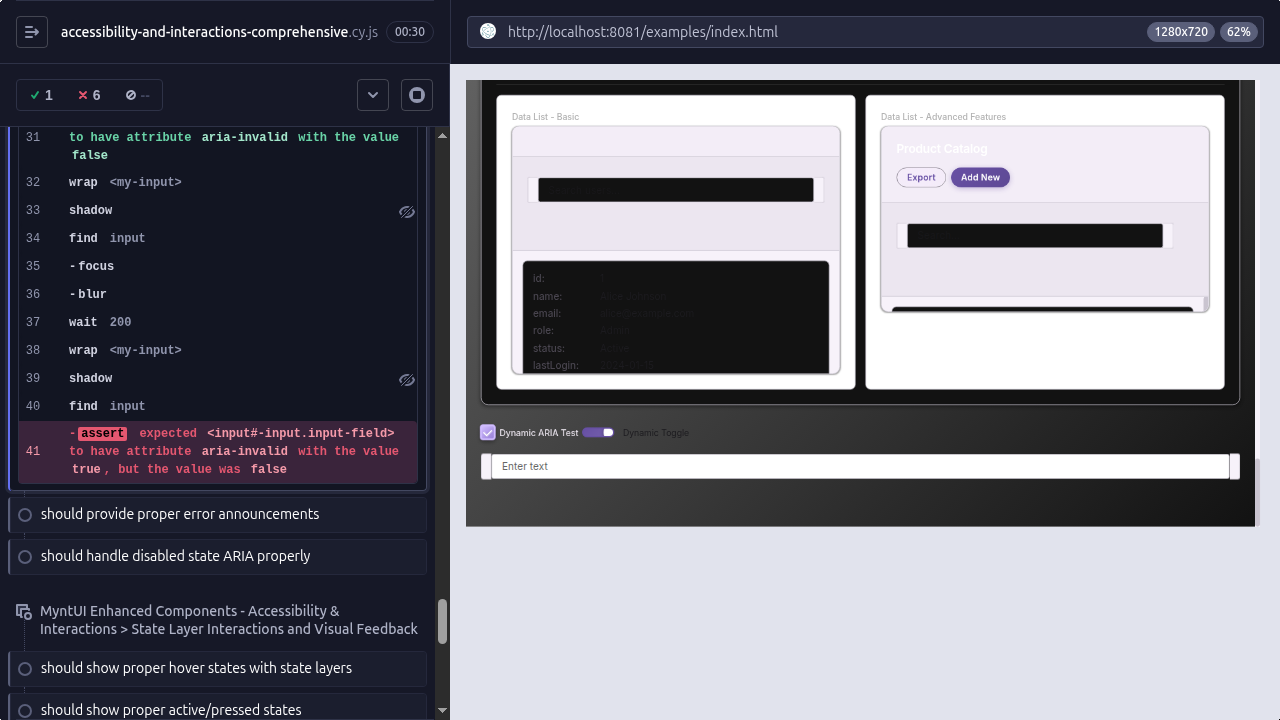 accessibility-and-interactions-comprehensive.cy.js 00:30
http://localhost:8081/examples/index.html 1280x720 62%
1 6 --
31 to have attribute aria-invalid with the value
false
32 wrap <my-input>
33 shadow
34 find input
35 -focus
36 -blur
37 wait 200
38 wrap <my-input>
39 shadow
40 find input
-assert expected <input#-input.input-field>
41 to have attribute aria-invalid with the value
true, but the value was false
should provide proper error announcements
should handle disabled state ARIA properly
MyntUI Enhanced Components - Accessibility &
Interactions > State Layer Interactions and Visual Feedback
should show proper hover states with state layers
should show proper active/pressed states
Data List - Basic
id:
name: Alice Johnson
email:
role: Admin
status: Active
lastLogin: 2024-01-15
Data List - Advanced Features
Product Catalog
Export Add New
Dynamic ARIA Test Dynamic Toggle
Enter text